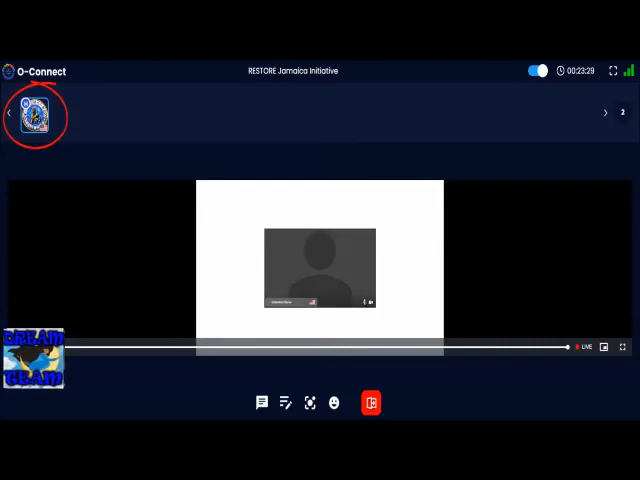 O-Connect
RESTORE Jamaica Initiative
00:23:29
2
H
LIVE
DREAM
TEAM